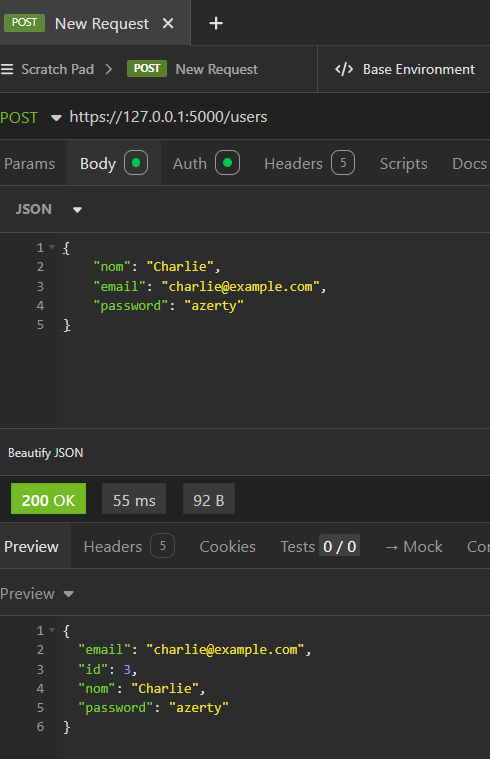 POST New Request ✕ +
Scratch Pad > POST New Request </> Base Environment
POST https://127.0.0.1:5000/users
Params Body Auth Headers 5 Scripts Docs
JSON
1 {
2 "nom": "Charlie",
3 "email": "charlie@example.com",
4 "password": "azerty"
5 }
Beautify JSON
200 OK 55 ms 92 B
Preview Headers 5 Cookies Tests 0 / 0 → Mock Con
Preview
1 {
2 "email": "charlie@example.com",
3 "id": 3,
4 "nom": "Charlie",
5 "password": "azerty"
6 }